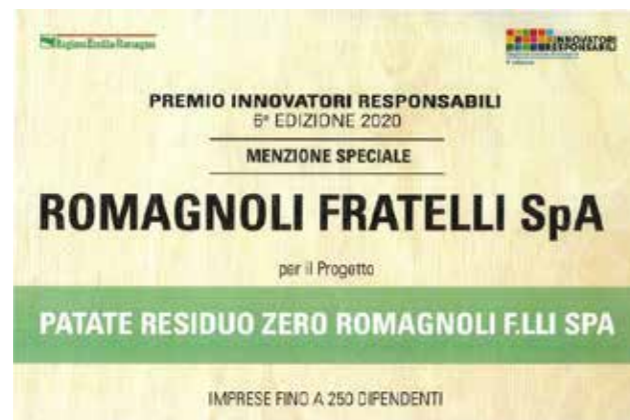 Regione Emilia-Romagna
INNOVATORI
RESPONSABILI
PREMIO INNOVATORI RESPONSABILI
6ª EDIZIONE 2020
MENZIONE SPECIALE
ROMAGNOLI FRATELLI SpA
per il Progetto
PATATE RESIDUO ZERO ROMAGNOLI F.LLI SPA
IMPRESE FINO A 250 DIPENDENTI